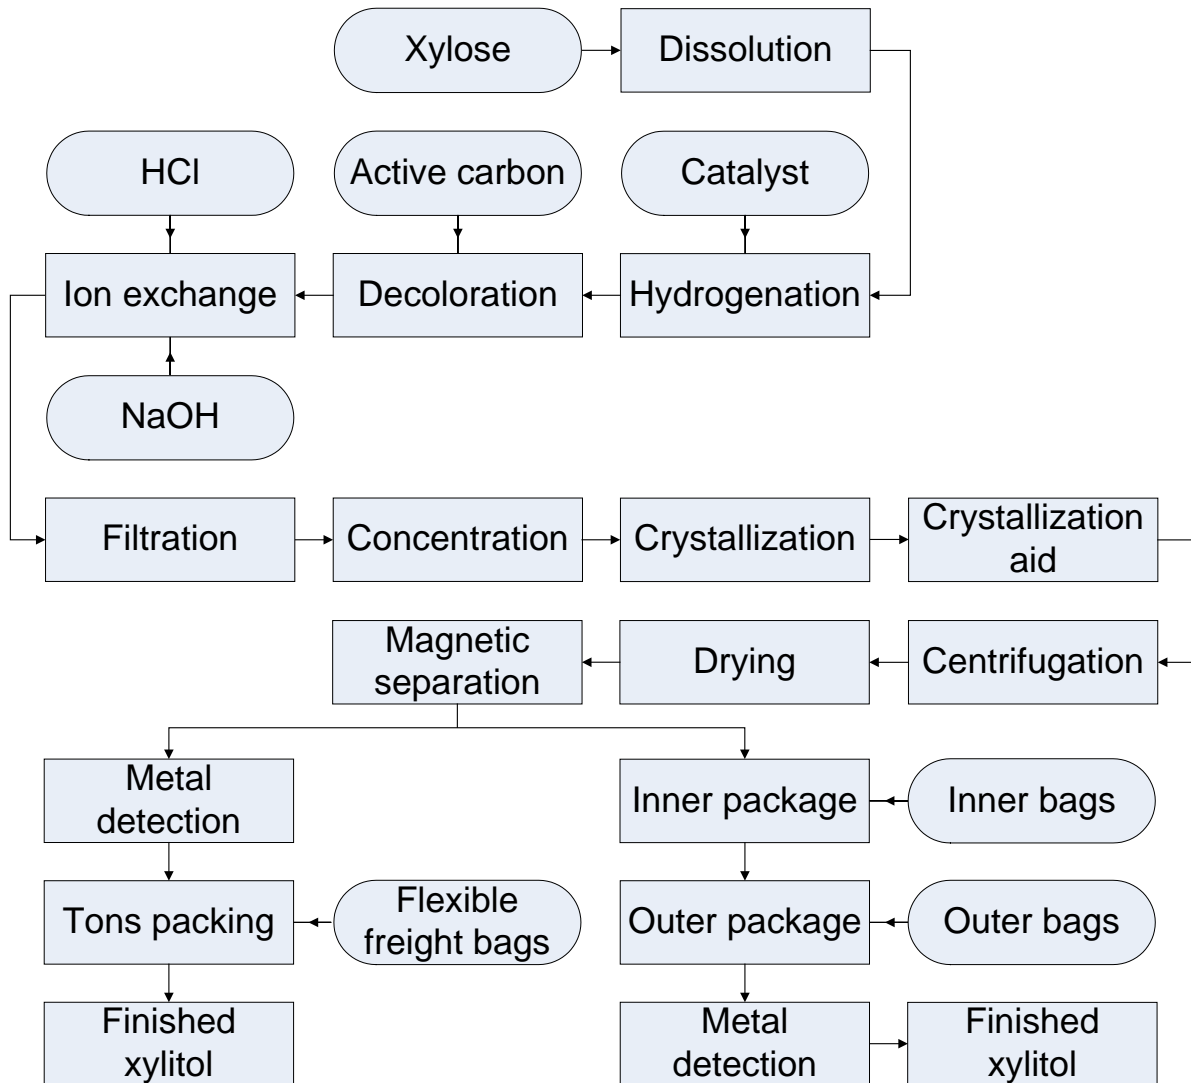 Xylose
Dissolution
HCl
Active carbon
Catalyst
Ion exchange
Decoloration
Hydrogenation
NaOH
Filtration
Concentration
Crystallization
Crystallization
aid
Magnetic
separation
Drying
Centrifugation
Metal
detection
Inner package
Inner bags
Tons packing
Flexible
freight bags
Outer package
Outer bags
Finished
xylitol
Metal
detection
Finished
xylitol